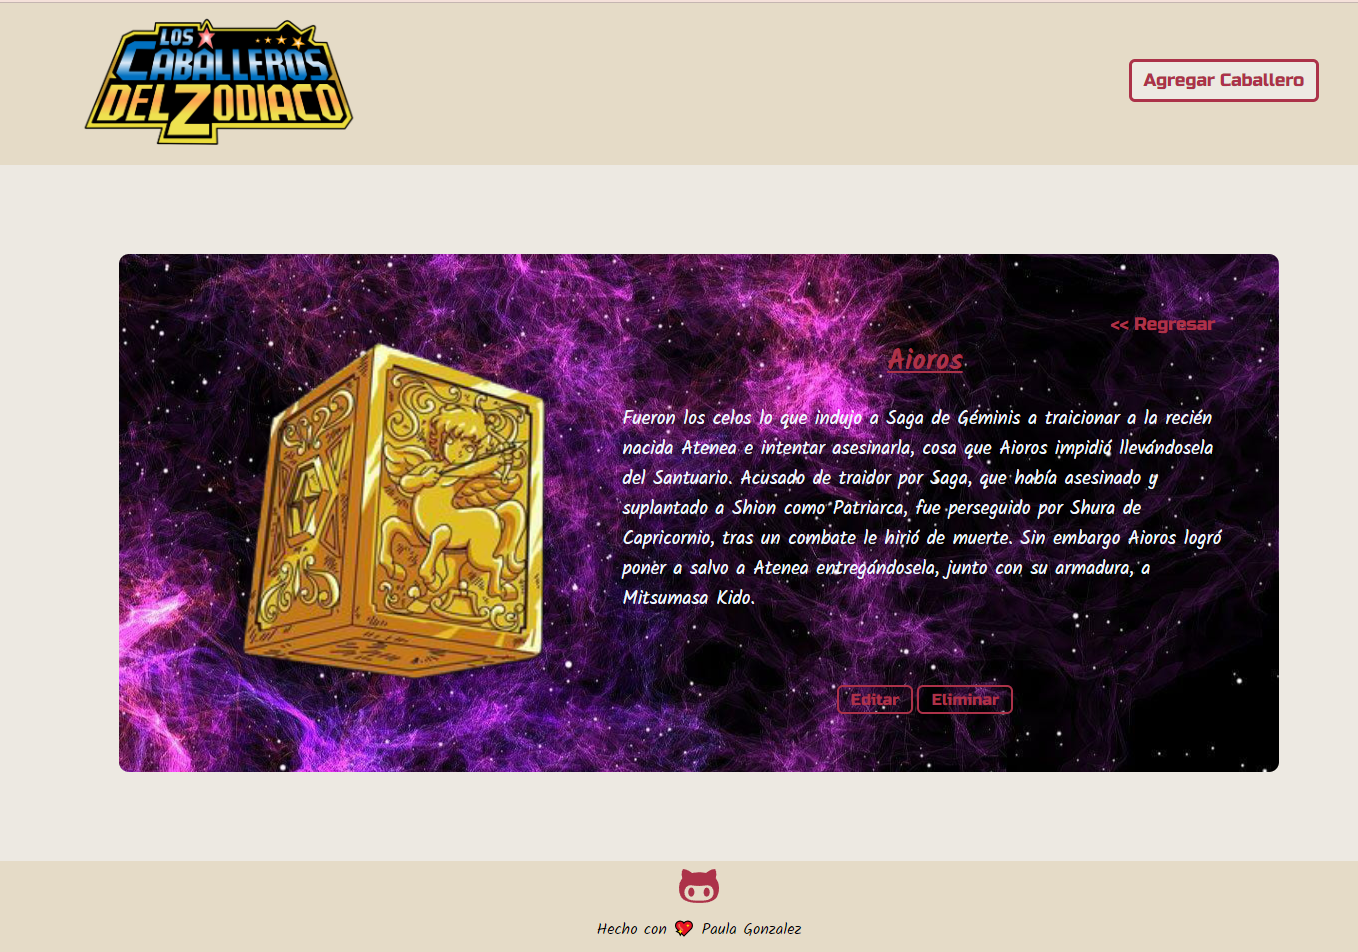 LOS
CABALLEROS
DEL ZODIACO
Agregar Caballero
<< Regresar
Aioros
Fueron los celos lo que indujo a Saga de Géminis a traicionar a la recién
nacida Atenea e intentar asesinarla, cosa que Aioros impidió llevándosela
del Santuario. Acusado de traidor por Saga, que había asesinado y
suplantado a Shion como Patriarca, fue perseguido por Shura de
Capricornio, tras un combate le hirió de muerte. Sin embargo Aioros logró
poner a salvo a Atenea entregándosela, junto con su armadura, a
Mitsumasa Kido.
Editar
Eliminar
Hecho con 💖 Paula Gonzalez